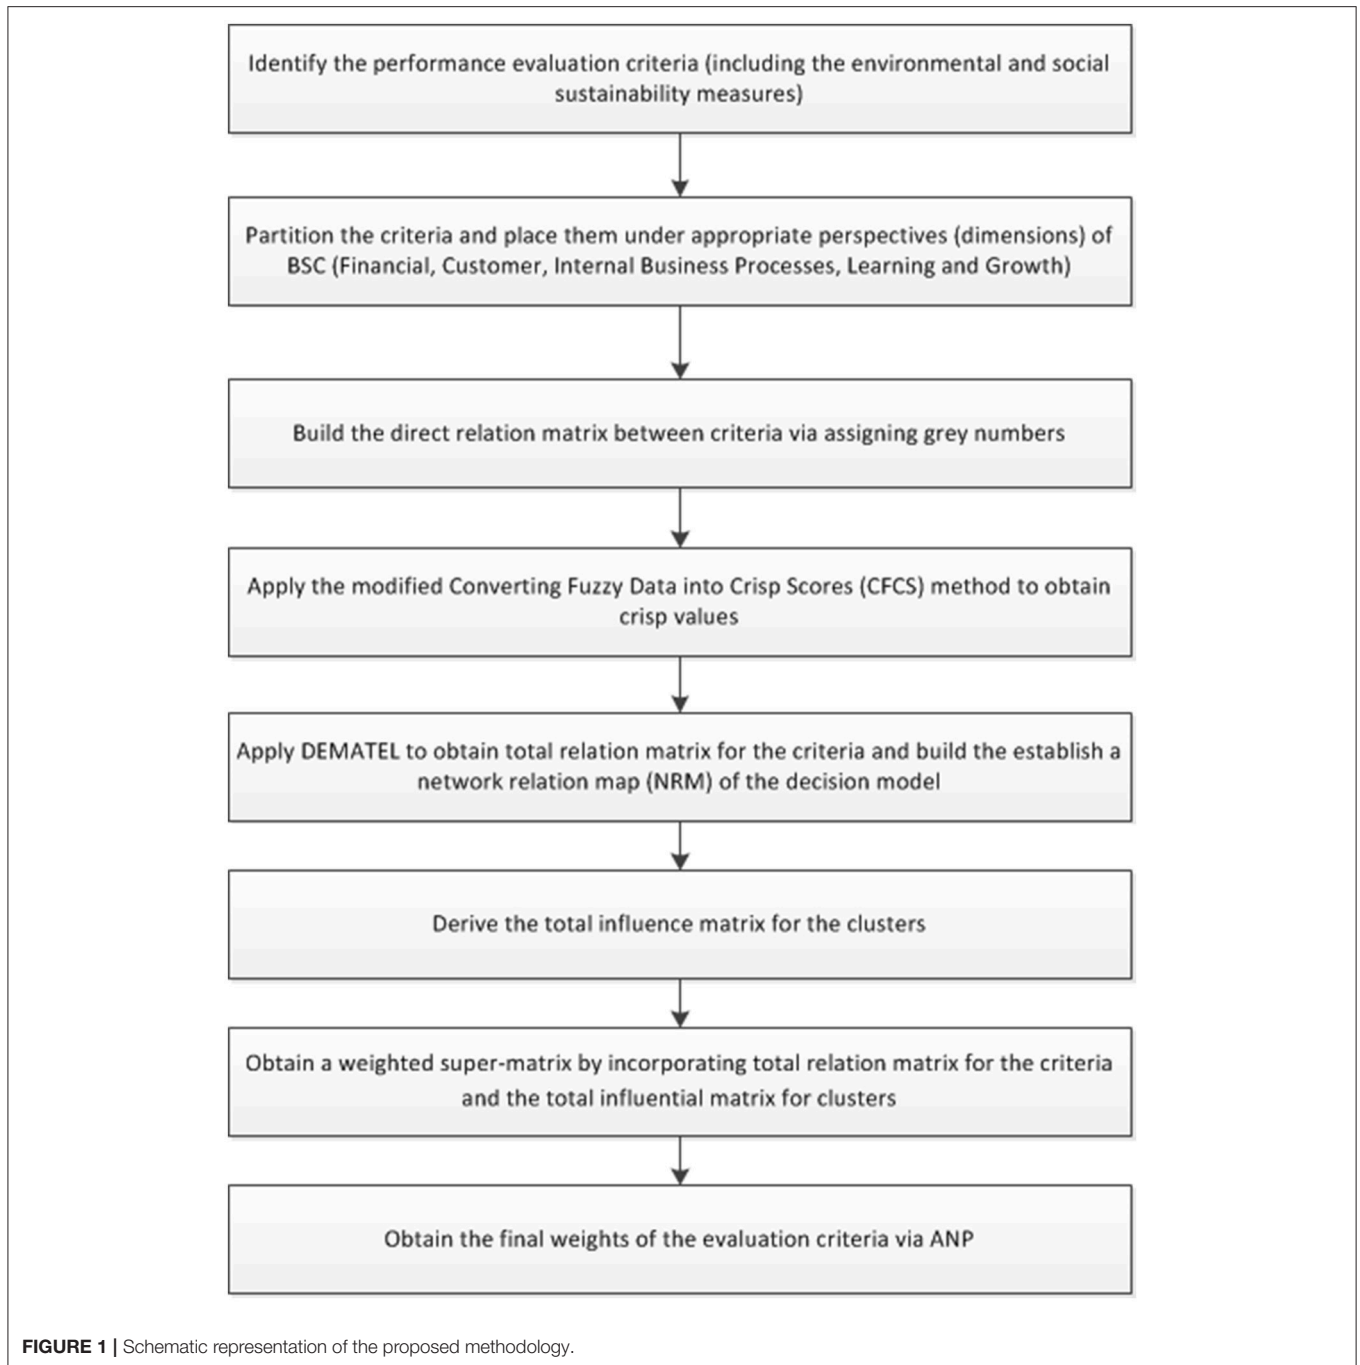 Identify the performance evaluation criteria (including the environmental and social
sustainability measures)
Partition the criteria and place them under appropriate perspectives (dimensions) of
BSC (Financial, Customer, Internal Business Processes, Learning and Growth)
Build the direct relation matrix between criteria via assigning grey numbers
Apply the modified Converting Fuzzy Data into Crisp Scores (CFCS) method to obtain
crisp values
Apply DEMATEL to obtain total relation matrix for the criteria and build the establish a
network relation map (NRM) of the decision model
Derive the total influence matrix for the clusters
Obtain a weighted super-matrix by incorporating total relation matrix for the criteria
and the total influential matrix for clusters
Obtain the final weights of the evaluation criteria via ANP
FIGURE 1 | Schematic representation of the proposed methodology.